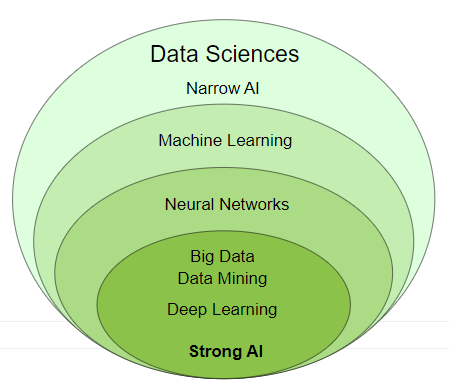 Data Sciences
Narrow AI
Machine Learning
Neural Networks
Big Data
Data Mining
Deep Learning
Strong AI